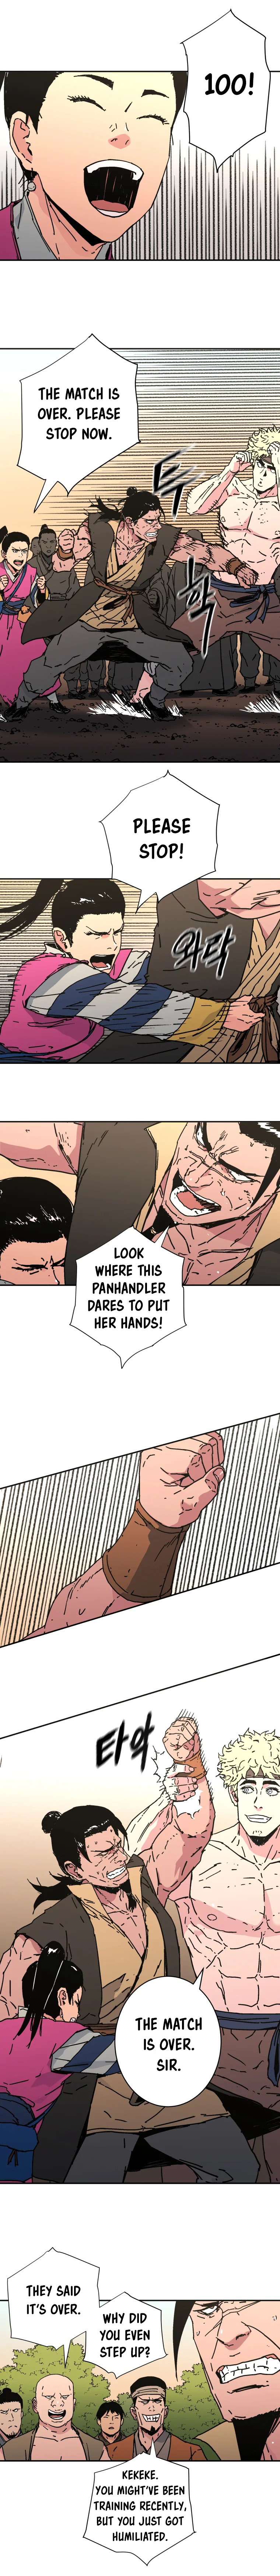 100!
THE MATCH IS
OVER. PLEASE
STOP NOW.
툭
휙
PLEASE
STOP!
와락
LOOK
WHERE THIS
PANHANDLER
DARES TO PUT
HER HANDS!
타악
THE MATCH
IS OVER.
SIR.
THEY SAID
IT'S OVER.
WHY DID
YOU EVEN
STEP UP?
KEKEKE.
YOU MIGHT'VE BEEN
TRAINING RECENTLY,
BUT YOU JUST GOT
HUMILIATED.